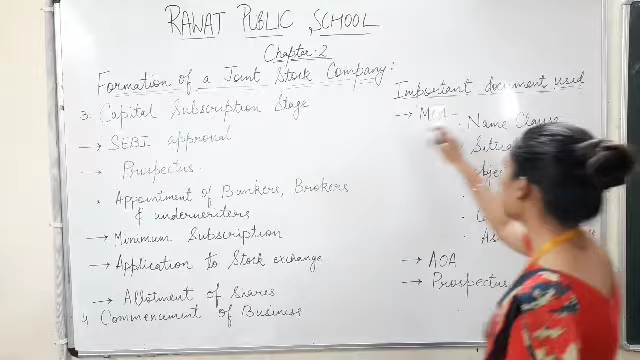 RAWAT PUBLIC SCHOOL
Chapter-2
Formation of a Joint Stock Company:
3. Capital Subscription Stage
→ SEBI approval
Prospectus.
Appointment of Bankers, Brokers
& underwriters
→ Minimum Subscription
→ Application to Stock exchange
→ Allotment of Shares
4. Commencement of Business
Important document used
→ MOA
Name Clause
→ AOA
→ Prospectus